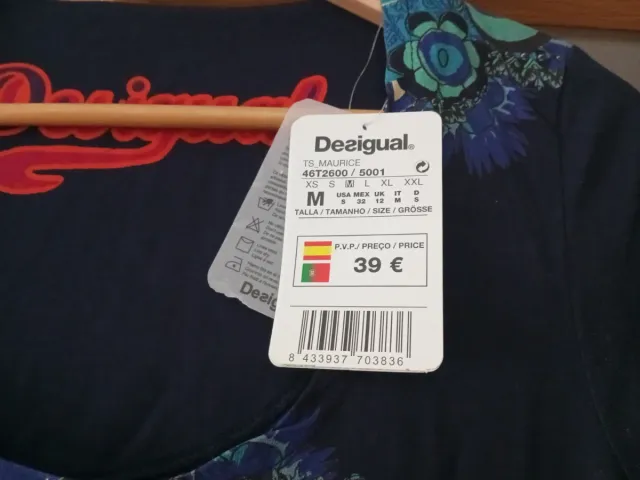 Desigual
Desigual®
TS_MAURICE
46T2600 / 5001
XS S M L XL XXL
M USA MEX UK IT D
S 32 12 M S
TALLA / TAMANHO / SIZE / GRÖSSE
P.V.P./ PREÇO / PRICE
39 €
8 433937 703836
Desig